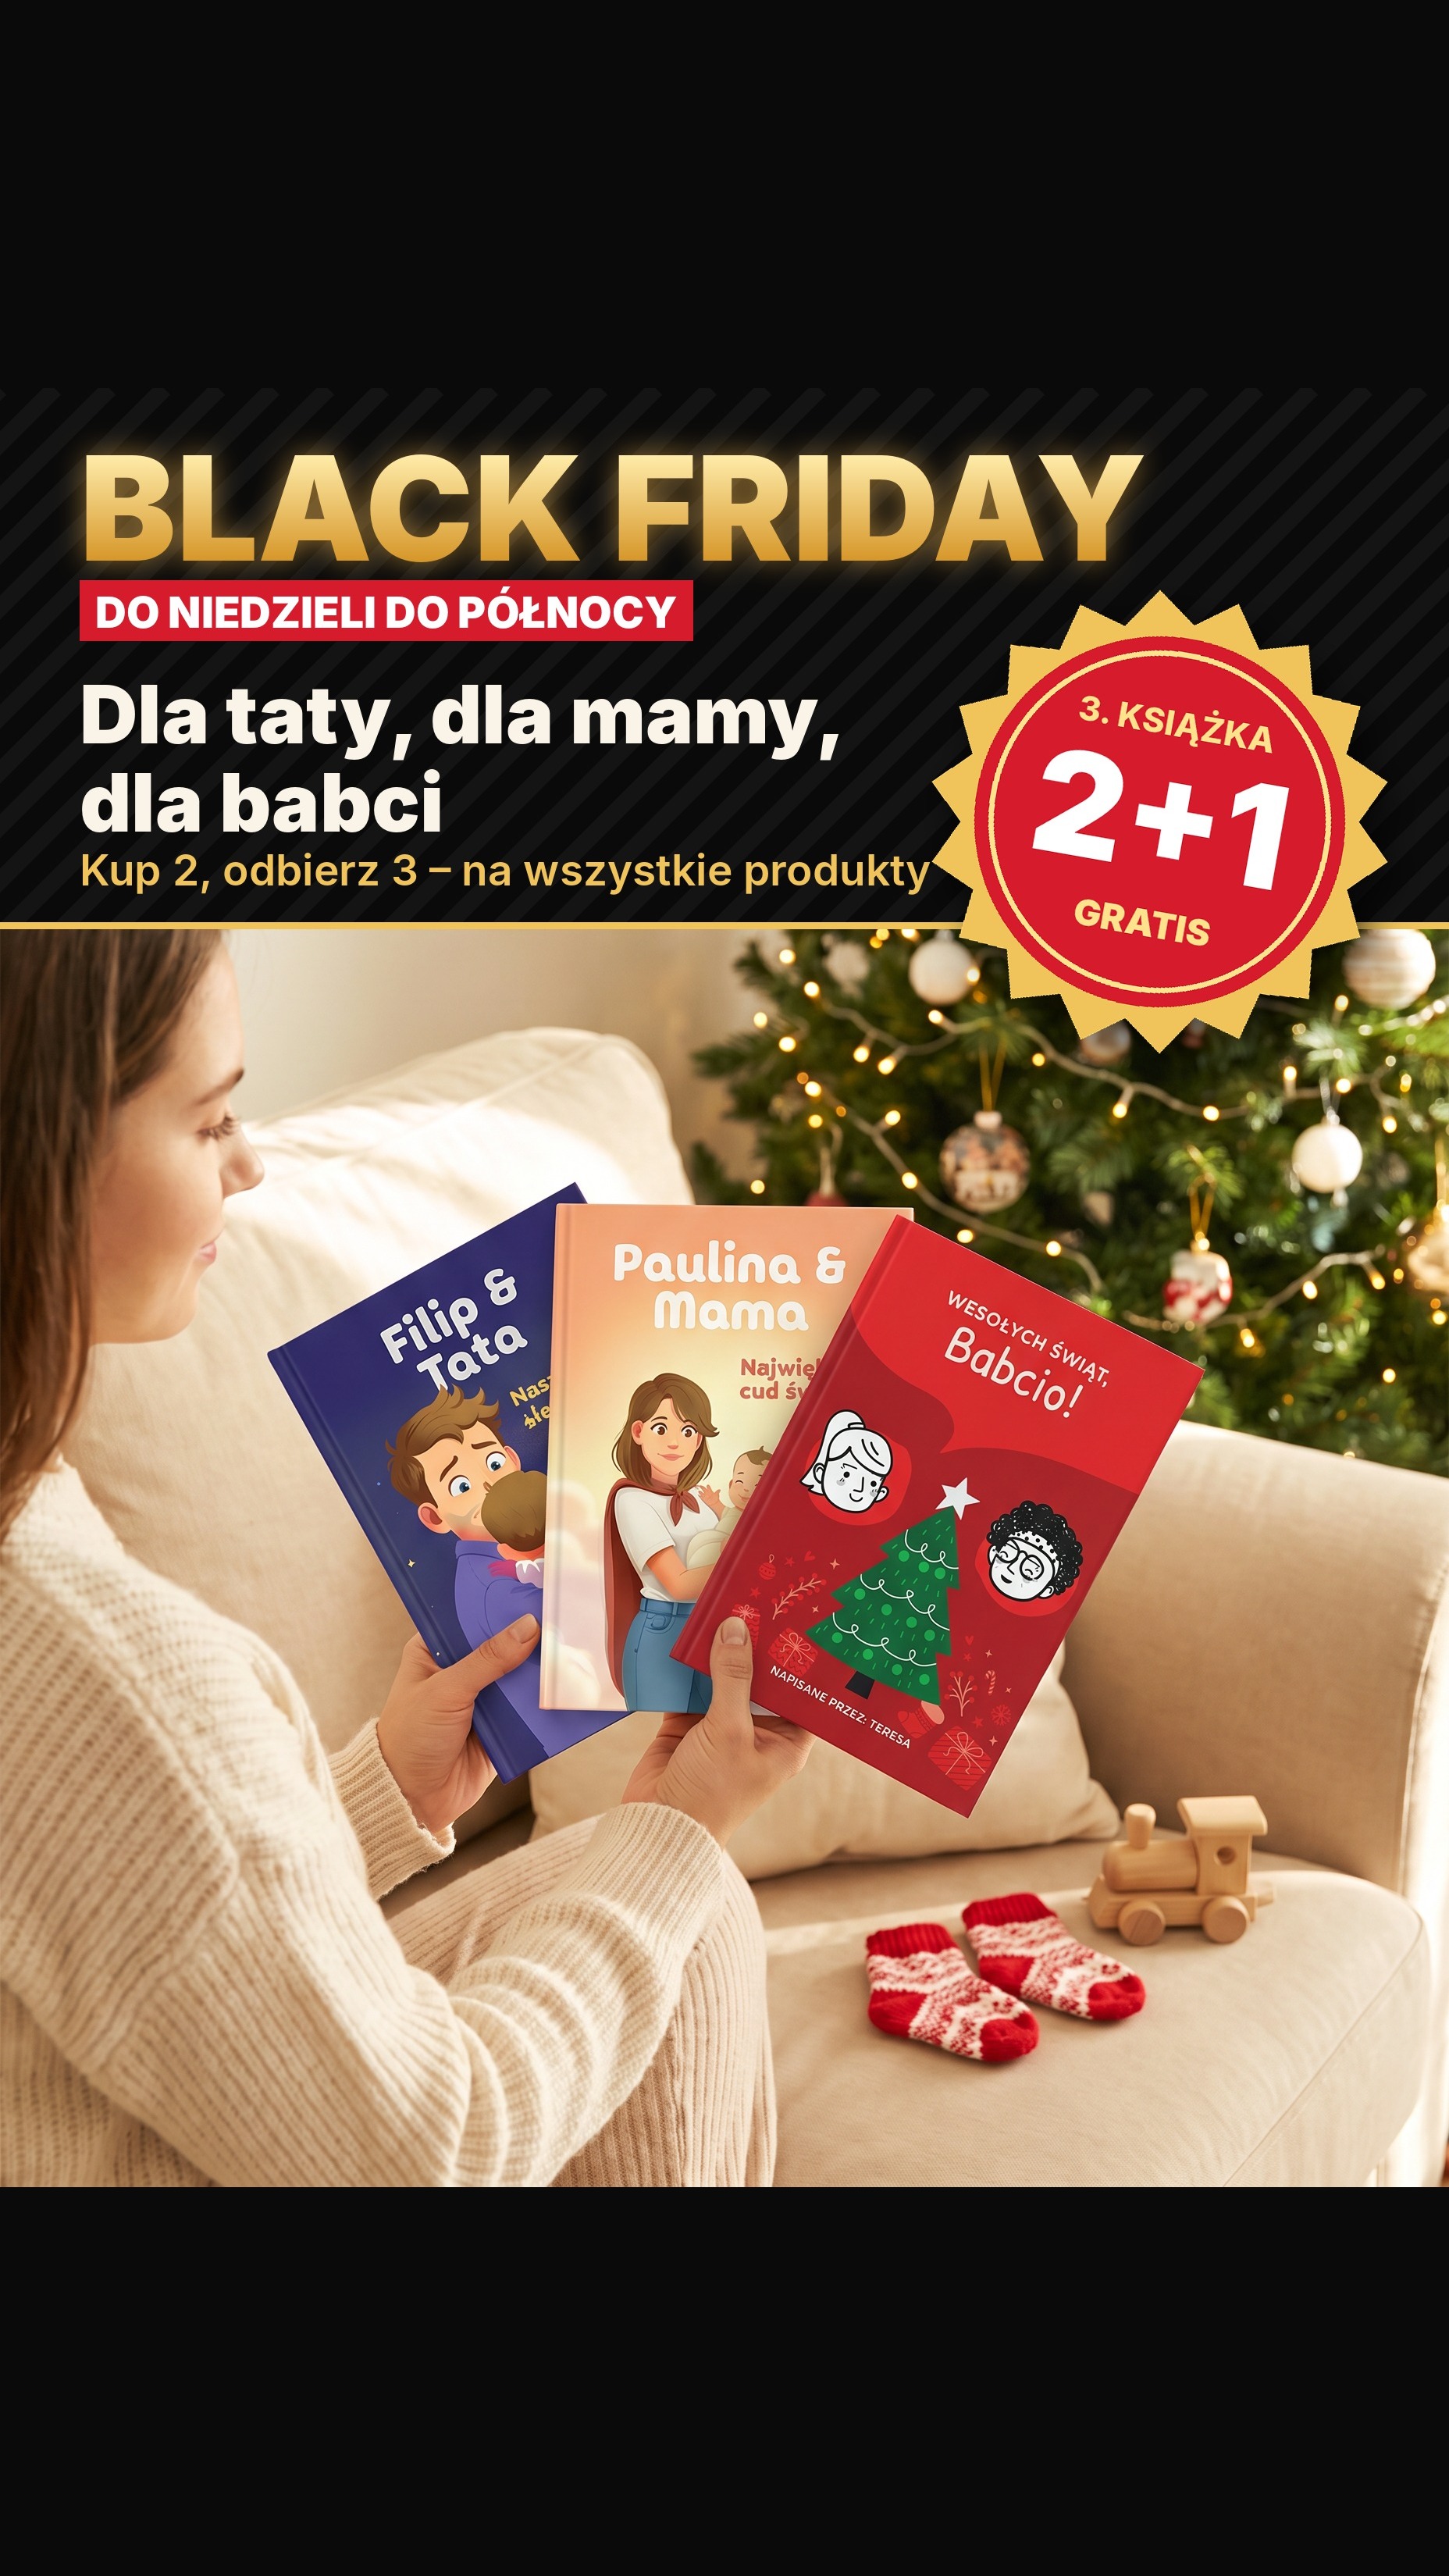 BLACK FRIDAY
DO NIEDZIELI DO PÓŁNOCY
Dla taty, dla mamy,
dla babci
Kup 2, odbierz 3 – na wszystkie produkty
3. KSIĄŻKA
2+1
GRATIS
Filip &
Tata
Paulina &
Mama
cud
WESOŁYCH ŚWIĄT,
Babcio!
NAPISANE PRZEZ: TERESA